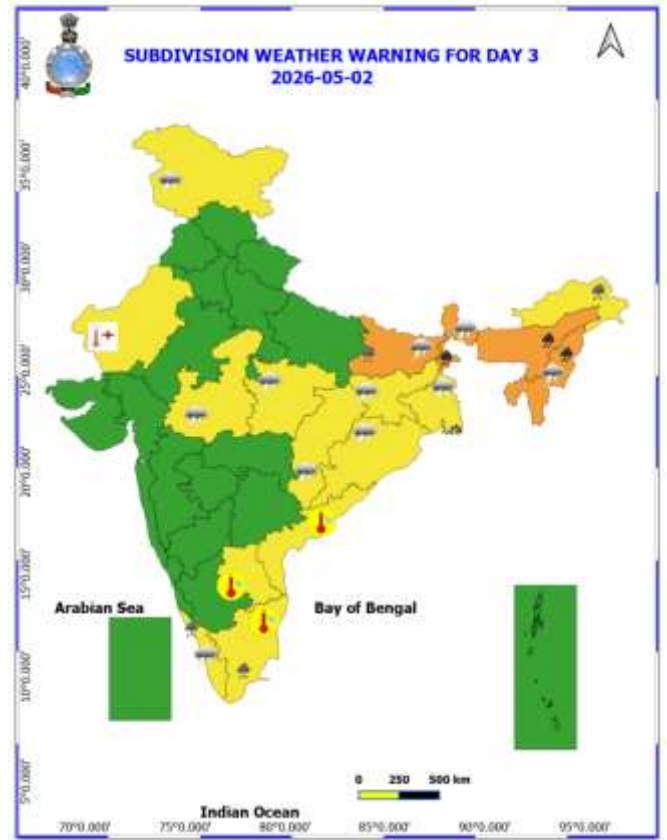 SUBDIVISION WEATHER WARNING FOR DAY 3
2026-05-02
40°0.000'
35°0.000'
30°0.000'
25°0.000'
20°0.000'
15°0.000'
Arabian Sea
Bay of Bengal
10°0.000'
5°0.000'
0 250 500 km
Indian Ocean
70°0.000' 75°0.000' 80°0.000' 85°0.000' 90°0.000' 95°0.000'